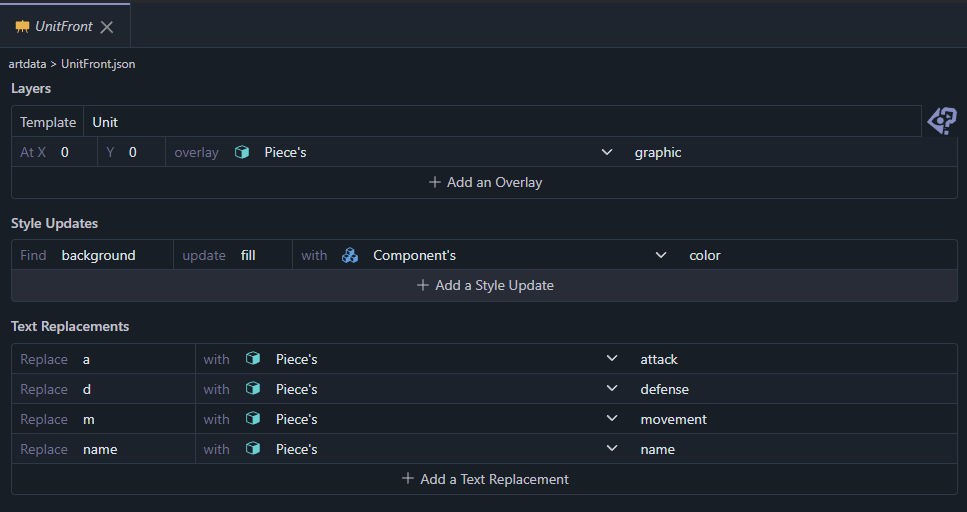 UnitFront
artdata > UnitFront.json
Layers
Template Unit
At X 0 Y 0 overlay Piece's graphic
+ Add an Overlay
Style Updates
Find background update fill with Component's color
+ Add a Style Update
Text Replacements
Replace a with Piece's attack
Replace d with Piece's defense
Replace m with Piece's movement
Replace name with Piece's name
+ Add a Text Replacement